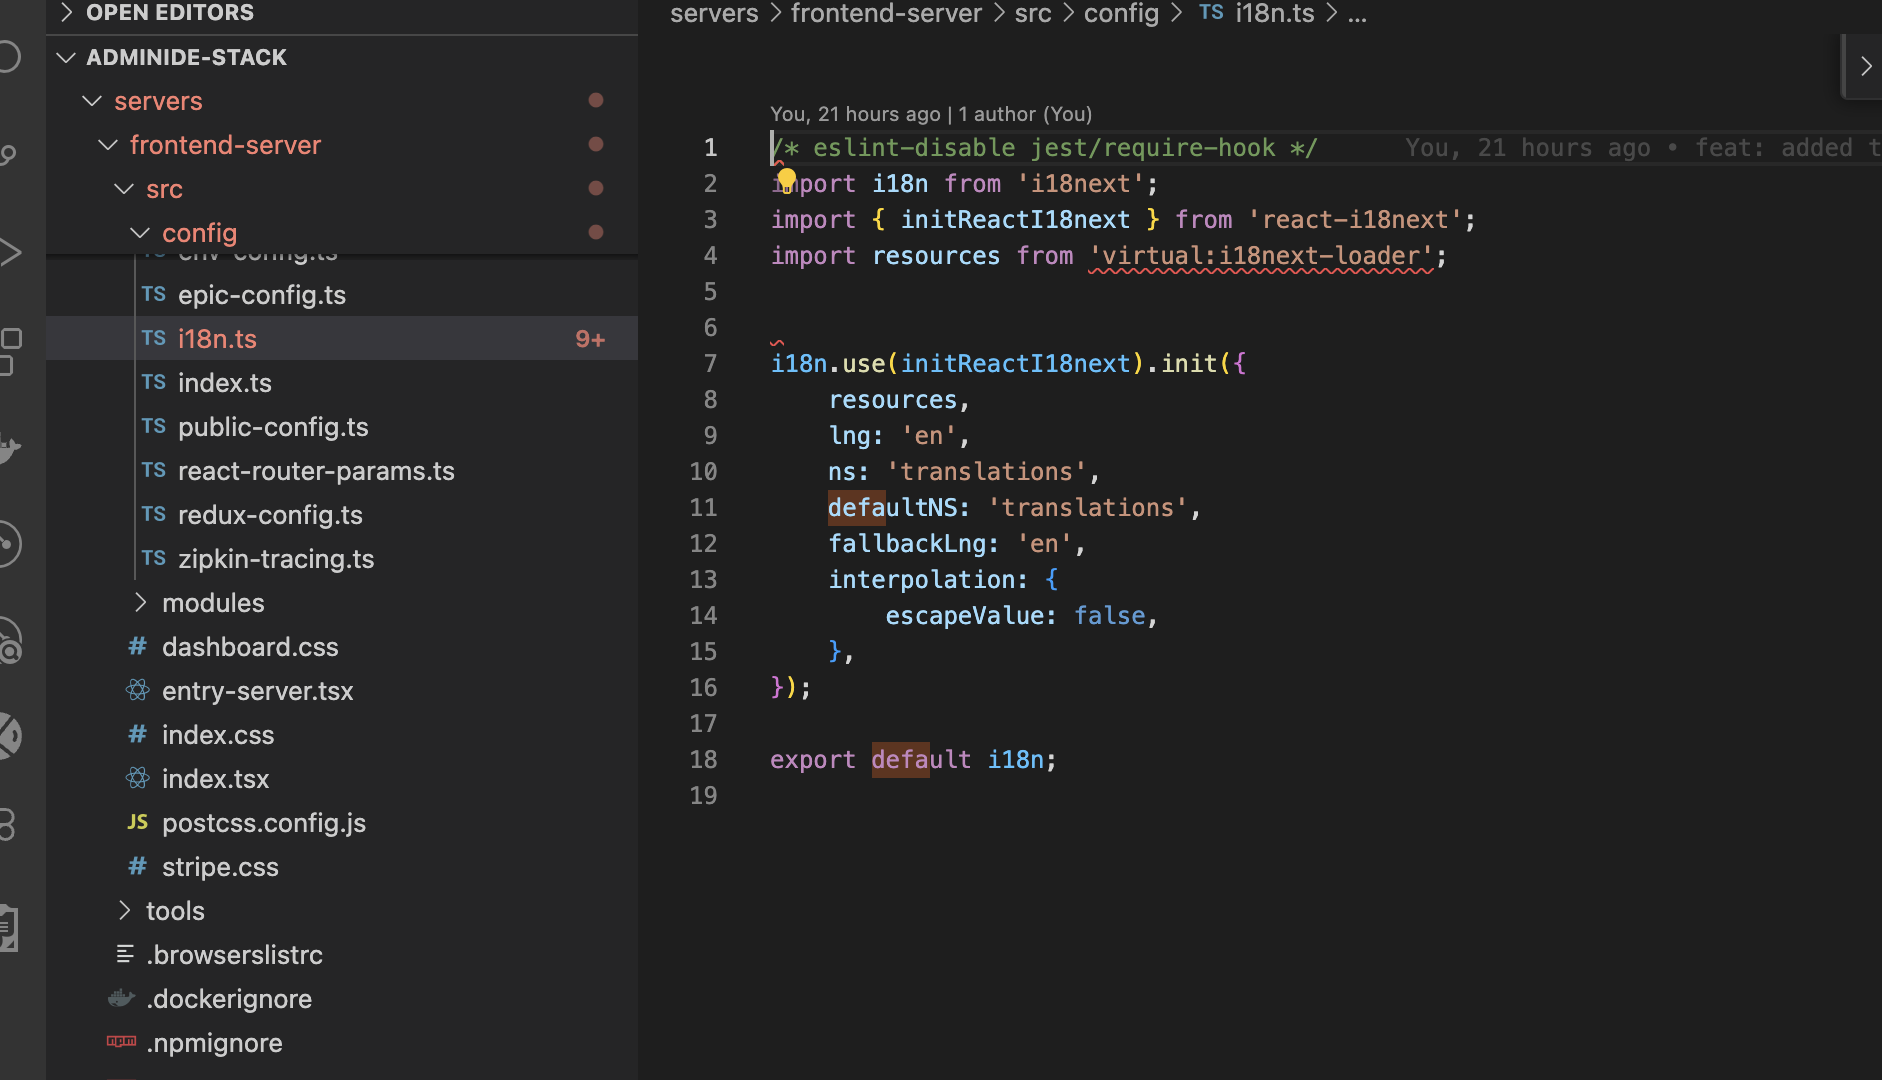 OPEN EDITORS
ADMINIDE-STACK
servers
frontend-server
src
config
env-config.ts
TS epic-config.ts
TS i18n.ts 9+
TS index.ts
TS public-config.ts
TS react-router-params.ts
TS redux-config.ts
TS zipkin-tracing.ts
modules
# dashboard.css
entry-server.tsx
# index.css
index.tsx
JS postcss.config.js
# stripe.css
tools
.browserslistrc
.dockerignore
npm .npmignore
servers > frontend-server > src > config > TS i18n.ts > ...
You, 21 hours ago | 1 author (You)
1 /* eslint-disable jest/require-hook */ You, 21 hours ago • feat: added t
2 import i18n from 'i18next';
3 import { initReactI18next } from 'react-i18next';
4 import resources from 'virtual:i18next-loader';
5
6
7 i18n.use(initReactI18next).init({
8 resources,
9 lng: 'en',
10 ns: 'translations',
11 defaultNS: 'translations',
12 fallbackLng: 'en',
13 interpolation: {
14 escapeValue: false,
15 },
16 });
17
18 export default i18n;
19